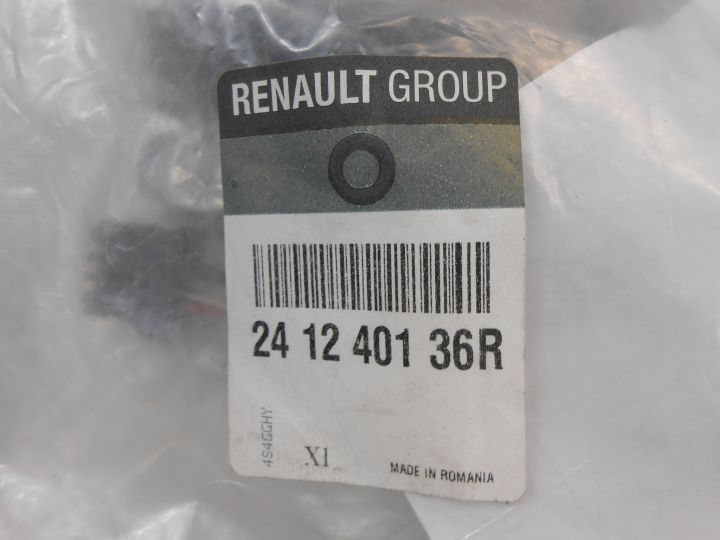 RENAULT GROUP
24 12 401 36R
4S4GGHY
X1
MADE IN ROMANIA